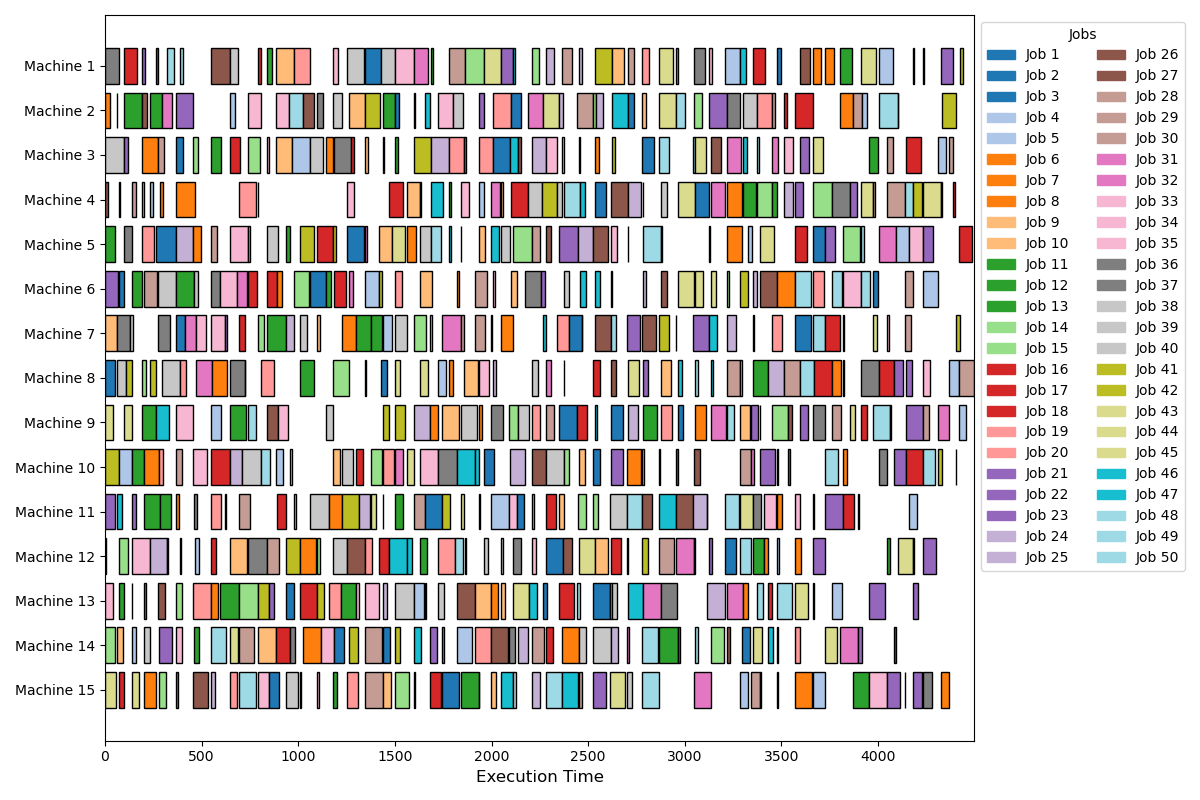 Machine 1
Machine 2
Machine 3
Machine 4
Machine 5
Machine 6
Machine 7
Machine 8
Machine 9
Machine 10
Machine 11
Machine 12
Machine 13
Machine 14
Machine 15
0 500 1000 1500 2000 2500 3000 3500 4000
Execution Time
Jobs
Job 1
Job 2
Job 3
Job 4
Job 5
Job 6
Job 7
Job 8
Job 9
Job 10
Job 11
Job 12
Job 13
Job 14
Job 15
Job 16
Job 17
Job 18
Job 19
Job 20
Job 21
Job 22
Job 23
Job 24
Job 25
Job 26
Job 27
Job 28
Job 29
Job 30
Job 31
Job 32
Job 33
Job 34
Job 35
Job 36
Job 37
Job 38
Job 39
Job 40
Job 41
Job 42
Job 43
Job 44
Job 45
Job 46
Job 47
Job 48
Job 49
Job 50